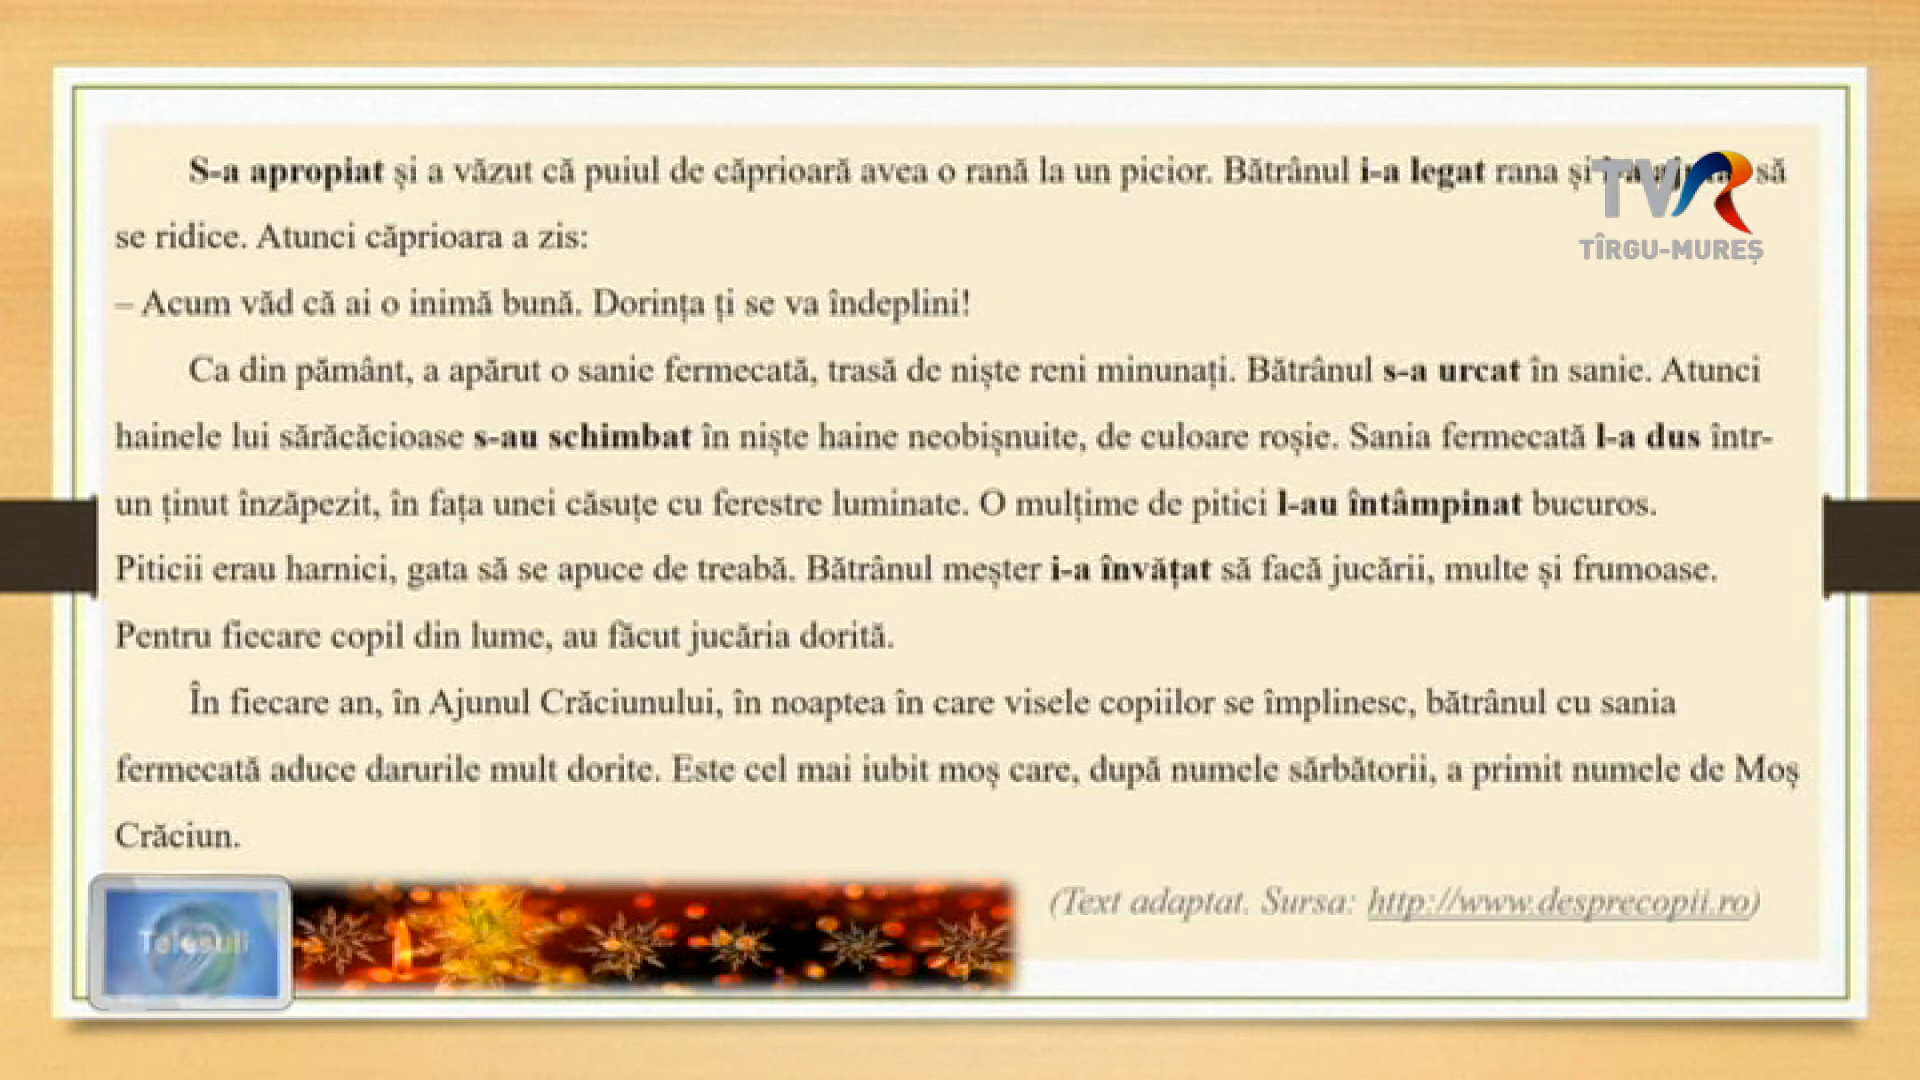 S-a apropiat și a văzut că puiul de căprioară avea o rană la un picior. Bătrânul i-a legat rana și să
TVR
TÎRGU-MUREȘ
se ridice. Atunci căprioara a zis:
– Acum văd că ai o inimă bună. Dorința ți se va îndeplini!
Ca din pământ, a apărut o sanie fermecată, trasă de niște reni minunați. Bătrânul s-a urcat în sanie. Atunci
hainele lui sărăcăcioase s-au schimbat în niște haine neobișnuite, de culoare roșie. Sania fermecată l-a dus într-
un ținut înzăpezit, în fața unei căsuțe cu ferestre luminate. O mulțime de pitici l-au întâmpinat bucuros.
Piticii erau harnici, gata să se apuce de treabă. Bătrânul meșter i-a învățat să facă jucării, multe și frumoase.
Pentru fiecare copil din lume, au făcut jucăria dorită.
În fiecare an, în Ajunul Crăciunului, în noaptea în care visele copiilor se împlinesc, bătrânul cu sania
fermecată aduce darurile mult dorite. Este cel mai iubit moș care, după numele sărbătorii, a primit numele de Moș
Crăciun.
(Text adaptat. Sursa: http://www.desprecopii.ro)